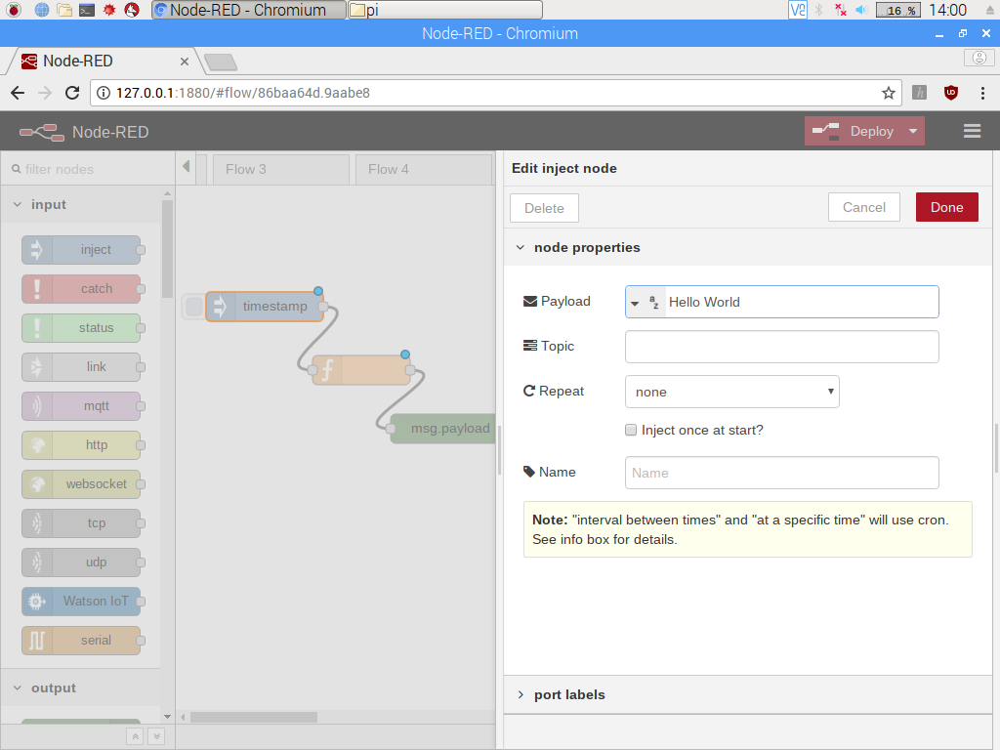 Node-RED - Chromium
pi
16 %
14:00
Node-RED - Chromium
Node-RED
127.0.0.1:1880/#flow/86baa64d.9aabe8
Node-RED
Deploy
filter nodes
Flow 3
Flow 4
Edit inject node
Delete
Cancel
Done
input
node properties
inject
catch
status
link
mqtt
http
websocket
tcp
udp
Watson IoT
serial
output
timestamp
msg.payload
Payload
Hello World
Topic
Repeat
none
Inject once at start?
Name
Name
Note: "interval between times" and "at a specific time" will use cron.
See info box for details.
port labels